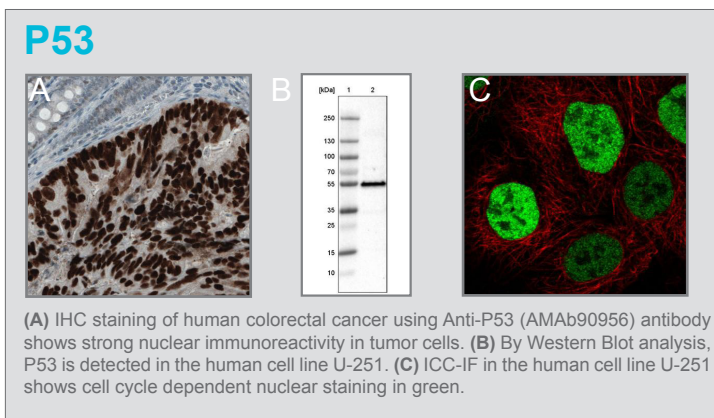 P53
A
B
C
[kDa] 1 2
250
130
100
70
55
35
25
15
10
(A) IHC staining of human colorectal cancer using Anti-P53 (AMAb90956) antibody
shows strong nuclear immunoreactivity in tumor cells. (B) By Western Blot analysis,
P53 is detected in the human cell line U-251. (C) ICC-IF in the human cell line U-251
shows cell cycle dependent nuclear staining in green.